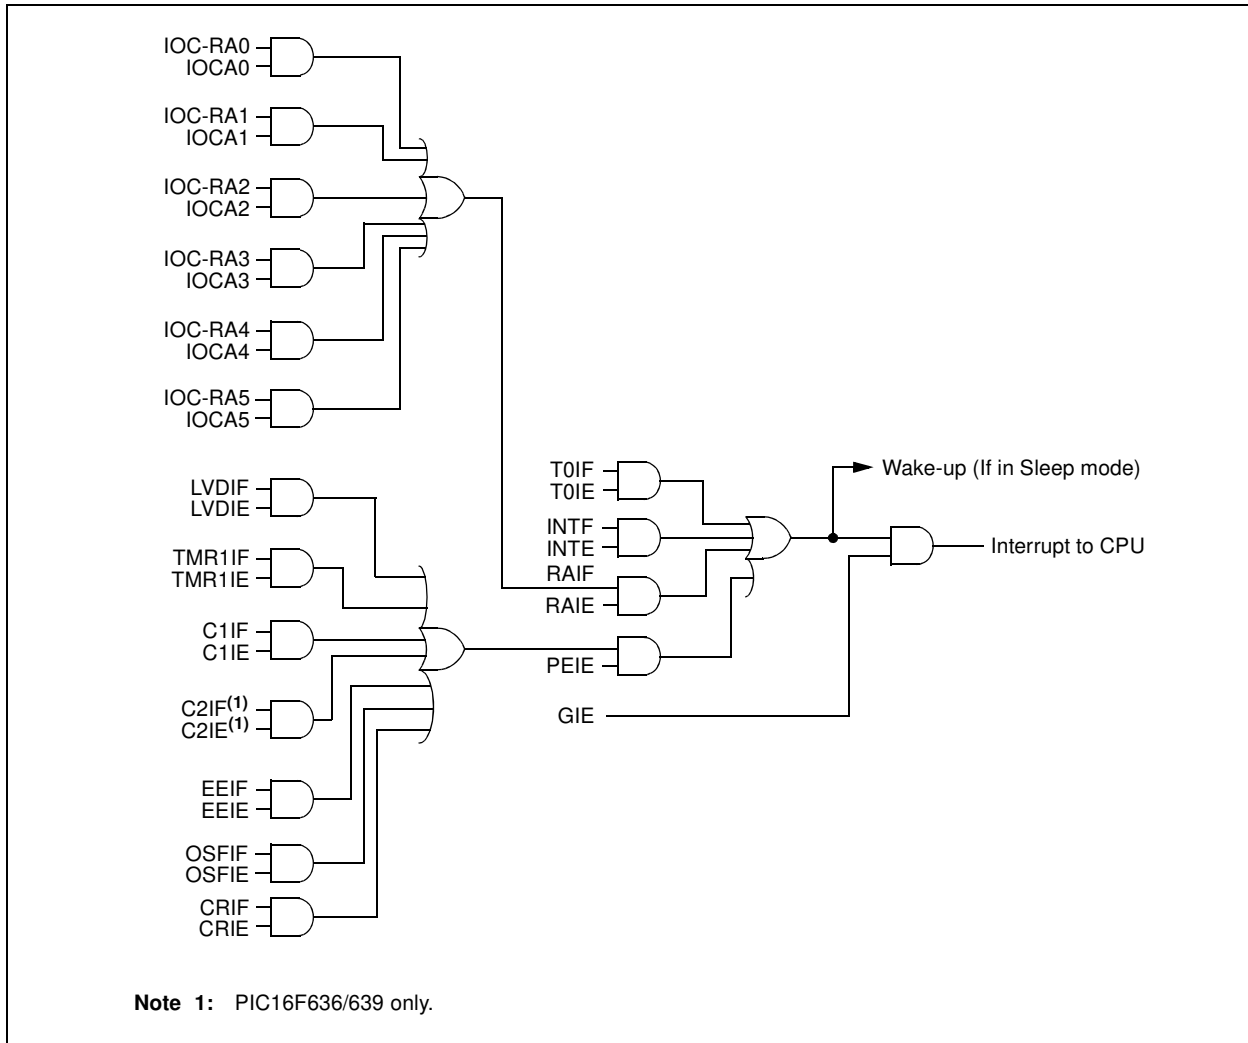 IOC-RA0
IOCA0
IOC-RA1
IOCA1
IOC-RA2
IOCA2
IOC-RA3
IOCA3
IOC-RA4
IOCA4
IOC-RA5
IOCA5
LVDIF
LVDIE
TMR1IF
TMR1IE
C1IF
C1IE
C2IF(1)
C2IE(1)
EEIF
EEIE
OSFIF
OSFIE
CRIF
CRIE
T0IF
T0IE
INTF
INTE
RAIF
RAIE
PEIE
GIE
Wake-up (If in Sleep mode)
Interrupt to CPU
Note 1: PIC16F636/639 only.